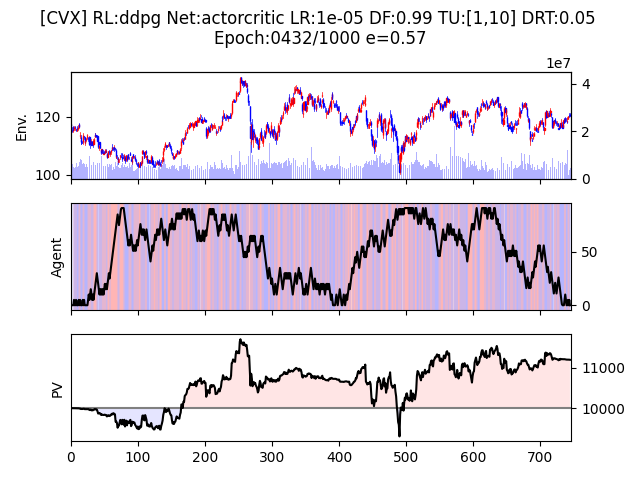 [CVX] RL:ddpg Net:actorcritic LR:1e-05 DF:0.99 TU:[1,10] DRT:0.05
Epoch:0432/1000 e=0.57
1e7
Env.
120
100
4
2
0
Agent
50
0
PV
11000
10000
0 100 200 300 400 500 600 700